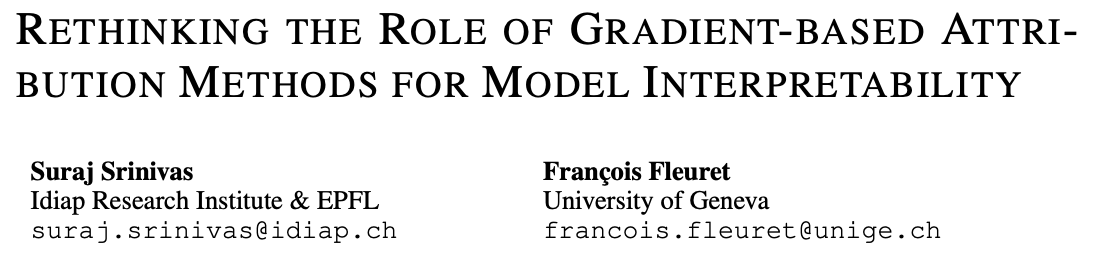 RETHINKING THE ROLE OF GRADIENT-BASED ATTRI-
BUTION METHODS FOR MODEL INTERPRETABILITY
Suraj Srinivas
Idiap Research Institute & EPFL
suraj.srinivas@idiap.ch
François Fleuret
University of Geneva
francois.fleuret@unige.ch